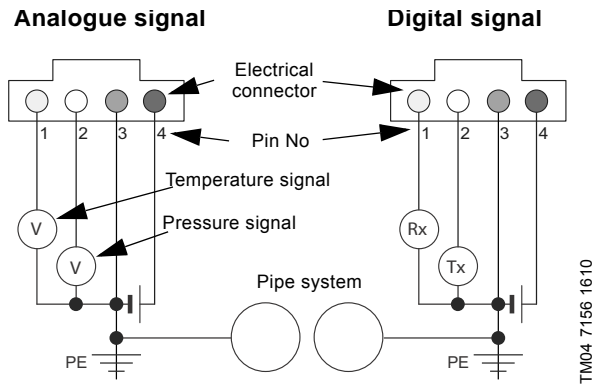 Analogue signal
Digital signal
Electrical
connector
1 2 3 4
1 2 3 4
Pin No
Temperature signal
V
Rx
Pressure signal
V
Tx
Pipe system
PE
PE
TM04 7156 1610